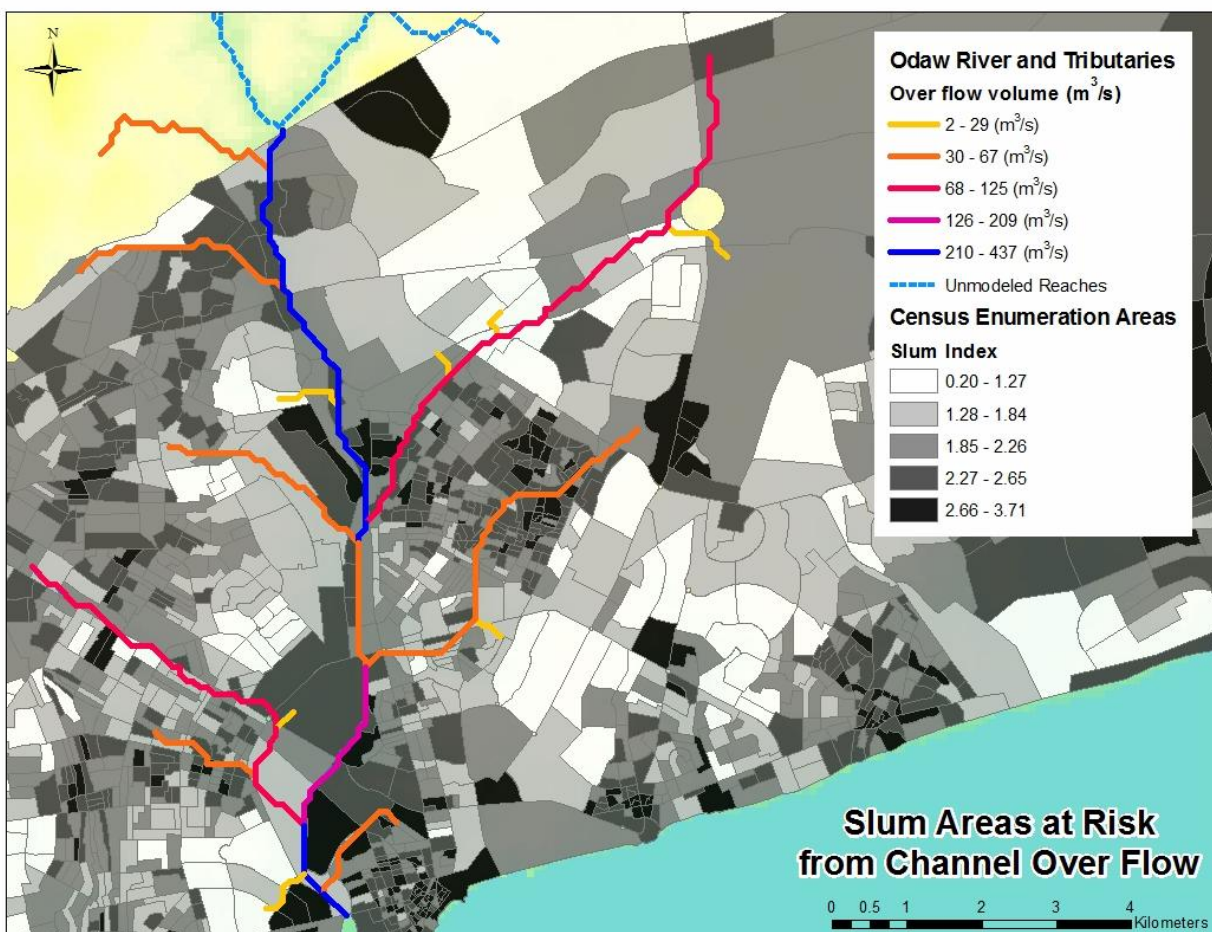 N
Odaw River and Tributaries
Over flow volume (m³/s)
2 - 29 (m³/s)
30 - 67 (m³/s)
68 - 125 (m³/s)
126 - 209 (m³/s)
210 - 437 (m³/s)
Unmodeled Reaches
Census Enumeration Areas
Slum Index
0.20 - 1.27
1.28 - 1.84
1.85 - 2.26
2.27 - 2.65
2.66 - 3.71
Slum Areas at Risk
from Channel Over Flow
0 0.5 1 2 3 4
Kilometers